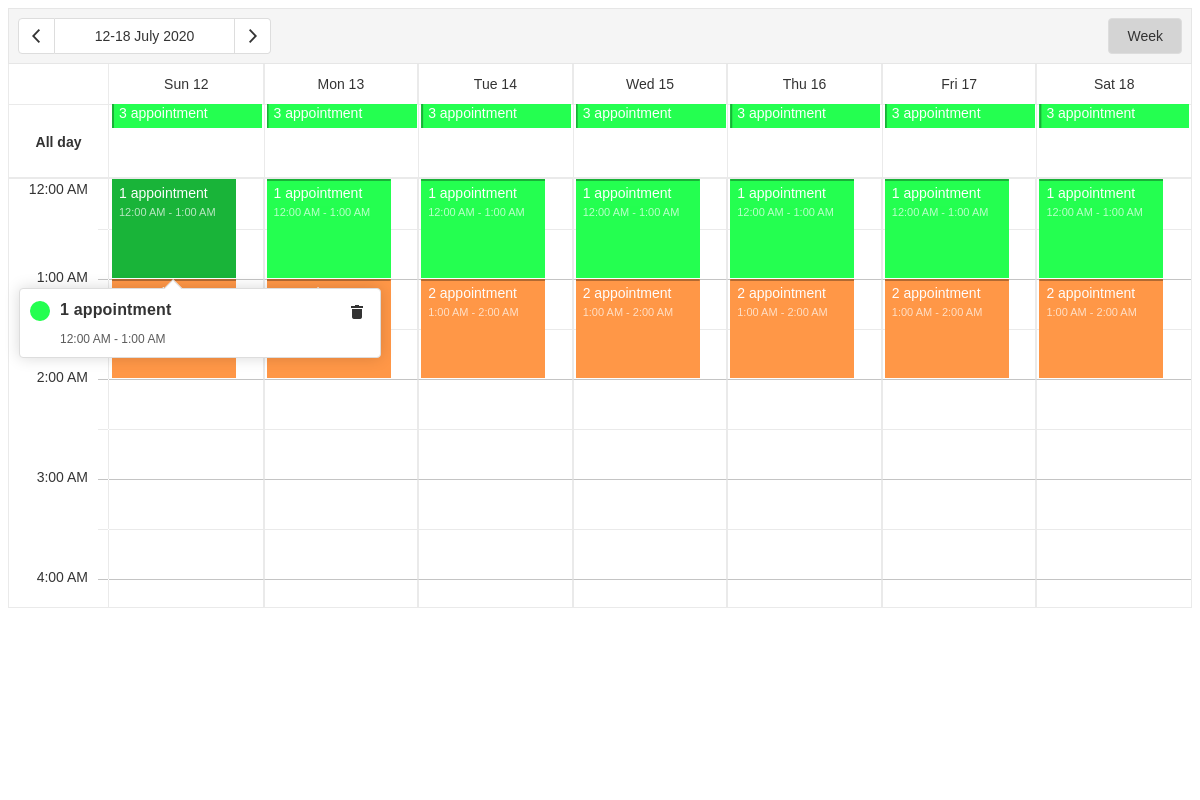 12-18 July 2020
Week
Sun 12
Mon 13
Tue 14
Wed 15
Thu 16
Fri 17
Sat 18
All day
3 appointment
3 appointment
3 appointment
3 appointment
3 appointment
3 appointment
3 appointment
12:00 AM
1 appointment
12:00 AM - 1:00 AM
1 appointment
12:00 AM - 1:00 AM
1 appointment
12:00 AM - 1:00 AM
1 appointment
12:00 AM - 1:00 AM
1 appointment
12:00 AM - 1:00 AM
1 appointment
12:00 AM - 1:00 AM
1 appointment
12:00 AM - 1:00 AM
1:00 AM
1 appointment
12:00 AM - 1:00 AM
2 appointment
1:00 AM - 2:00 AM
2 appointment
1:00 AM - 2:00 AM
2 appointment
1:00 AM - 2:00 AM
2 appointment
1:00 AM - 2:00 AM
2 appointment
1:00 AM - 2:00 AM
2:00 AM
3:00 AM
4:00 AM